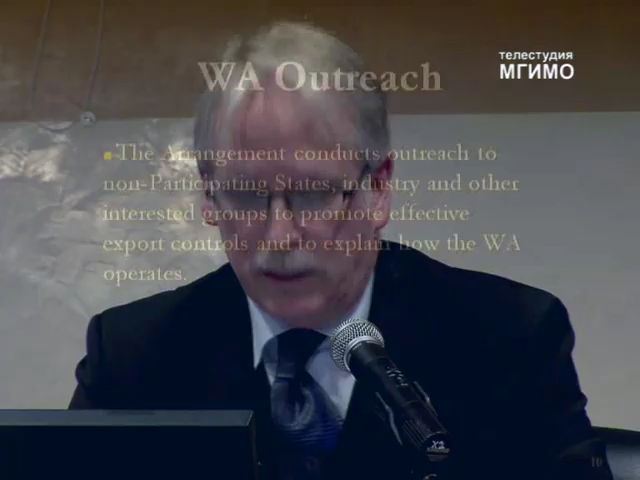 телестудия
МГИМО
WA Outreach
The Arrangement conducts outreach to
non-Participating States, industry and other
interested groups to promote effective
export controls and to explain how the WA
operates.